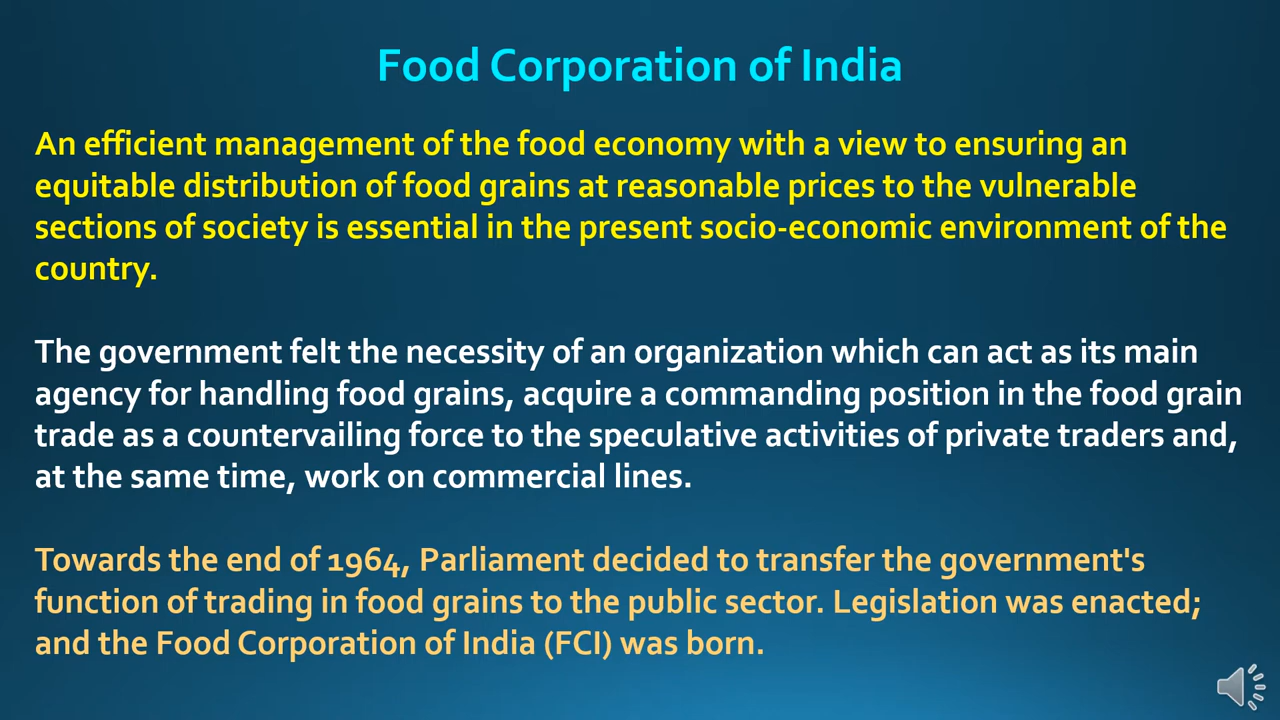 Food Corporation of India
An efficient management of the food economy with a view to ensuring an
equitable distribution of food grains at reasonable prices to the vulnerable
sections of society is essential in the present socio-economic environment of the
country.
The government felt the necessity of an organization which can act as its main
agency for handling food grains, acquire a commanding position in the food grain
trade as a countervailing force to the speculative activities of private traders and,
at the same time, work on commercial lines.
Towards the end of 1964, Parliament decided to transfer the government's
function of trading in food grains to the public sector. Legislation was enacted;
and the Food Corporation of India (FCI) was born.